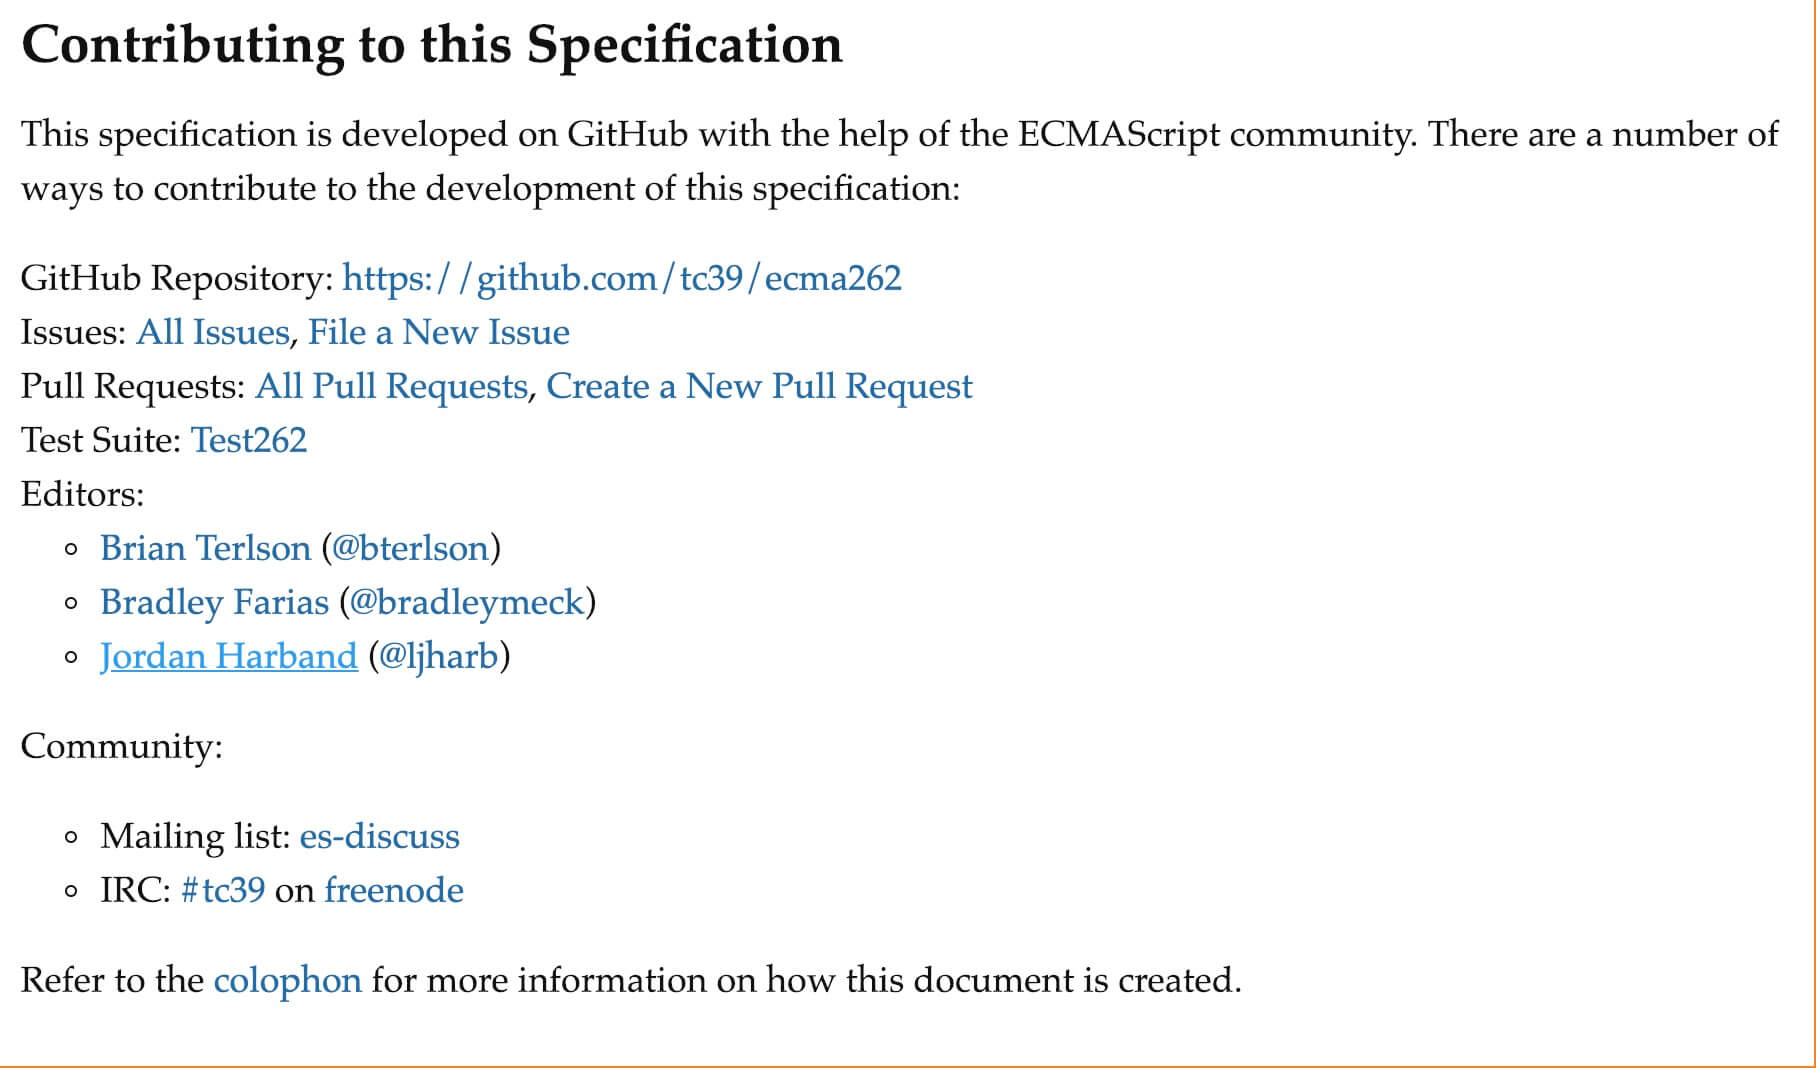 Contributing to this Specification
This specification is developed on GitHub with the help of the ECMAScript community. There are a number of
ways to contribute to the development of this specification:
GitHub Repository: https://github.com/tc39/ecma262
Issues: All Issues, File a New Issue
Pull Requests: All Pull Requests, Create a New Pull Request
Test Suite: Test262
Editors:
Brian Terlson (@bterlson)
Bradley Farias (@bradleymeck)
Jordan Harband (@ljharb)
Community:
Mailing list: es-discuss
IRC: #tc39 on freenode
Refer to the colophon for more information on how this document is created.